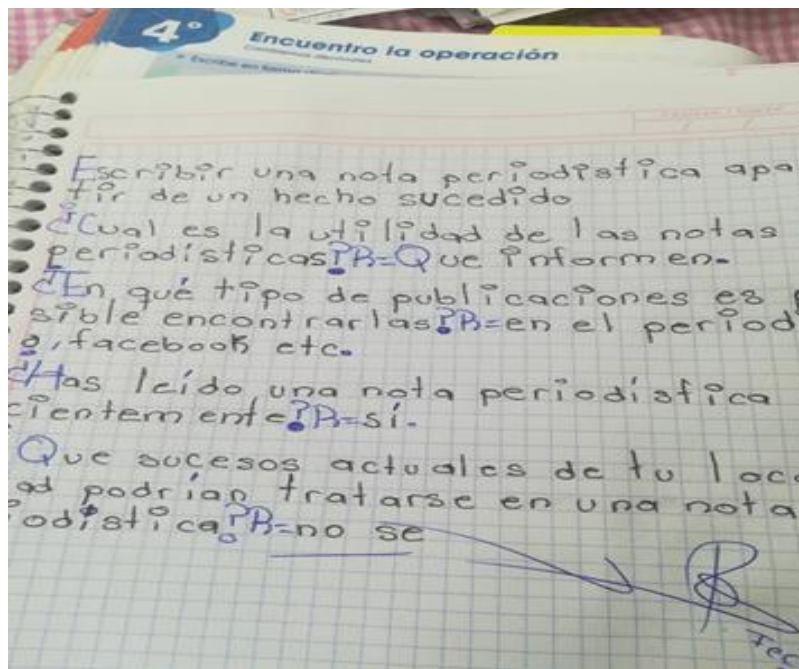 4°
Encuentro la operación
Escribir una nota periodística apa
tir de un hecho sucedido
¿Cual es la utilidad de las notas
periodísticas? R=Que informen.
¿En qué tipo de publicaciones es p
sible encontrarlas? R=en el period
o, facebook etc.
¿Has leído una nota periodística
cientemente? R=sí.
Que sucesos actuales de tu loc
ad podrían tratarse en una nota
iodística? R=no se